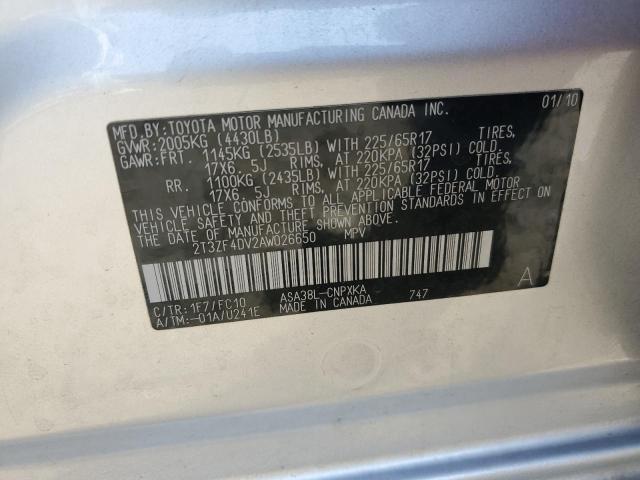 MFD.BY:TOYOTA MOTOR MANUFACTURING CANADA INC. 01/10
GVWR:2005KG (4430LB)
GAWR:FRT. 1145KG (2535LB) WITH 225/65R17 TIRES,
17X6.5J RIMS, AT 220KPA (32PSI) COLD.
RR. 1100KG (2435LB) WITH 225/65R17 TIRES,
17X6.5J RIMS, AT 220KPA (32PSI) COLD.
THIS VEHICLE CONFORMS TO ALL APPLICABLE FEDERAL MOTOR
VEHICLE SAFETY AND THEFT PREVENTION STANDARDS IN EFFECT ON
THE DATE OF MANUFACTURE SHOWN ABOVE.
2T3ZF4DV2AW026650 MPV
C/TR:1F7/FC10 ASA38L-CNPXKA 747 A
A/TM:-01A/U241E MADE IN CANADA